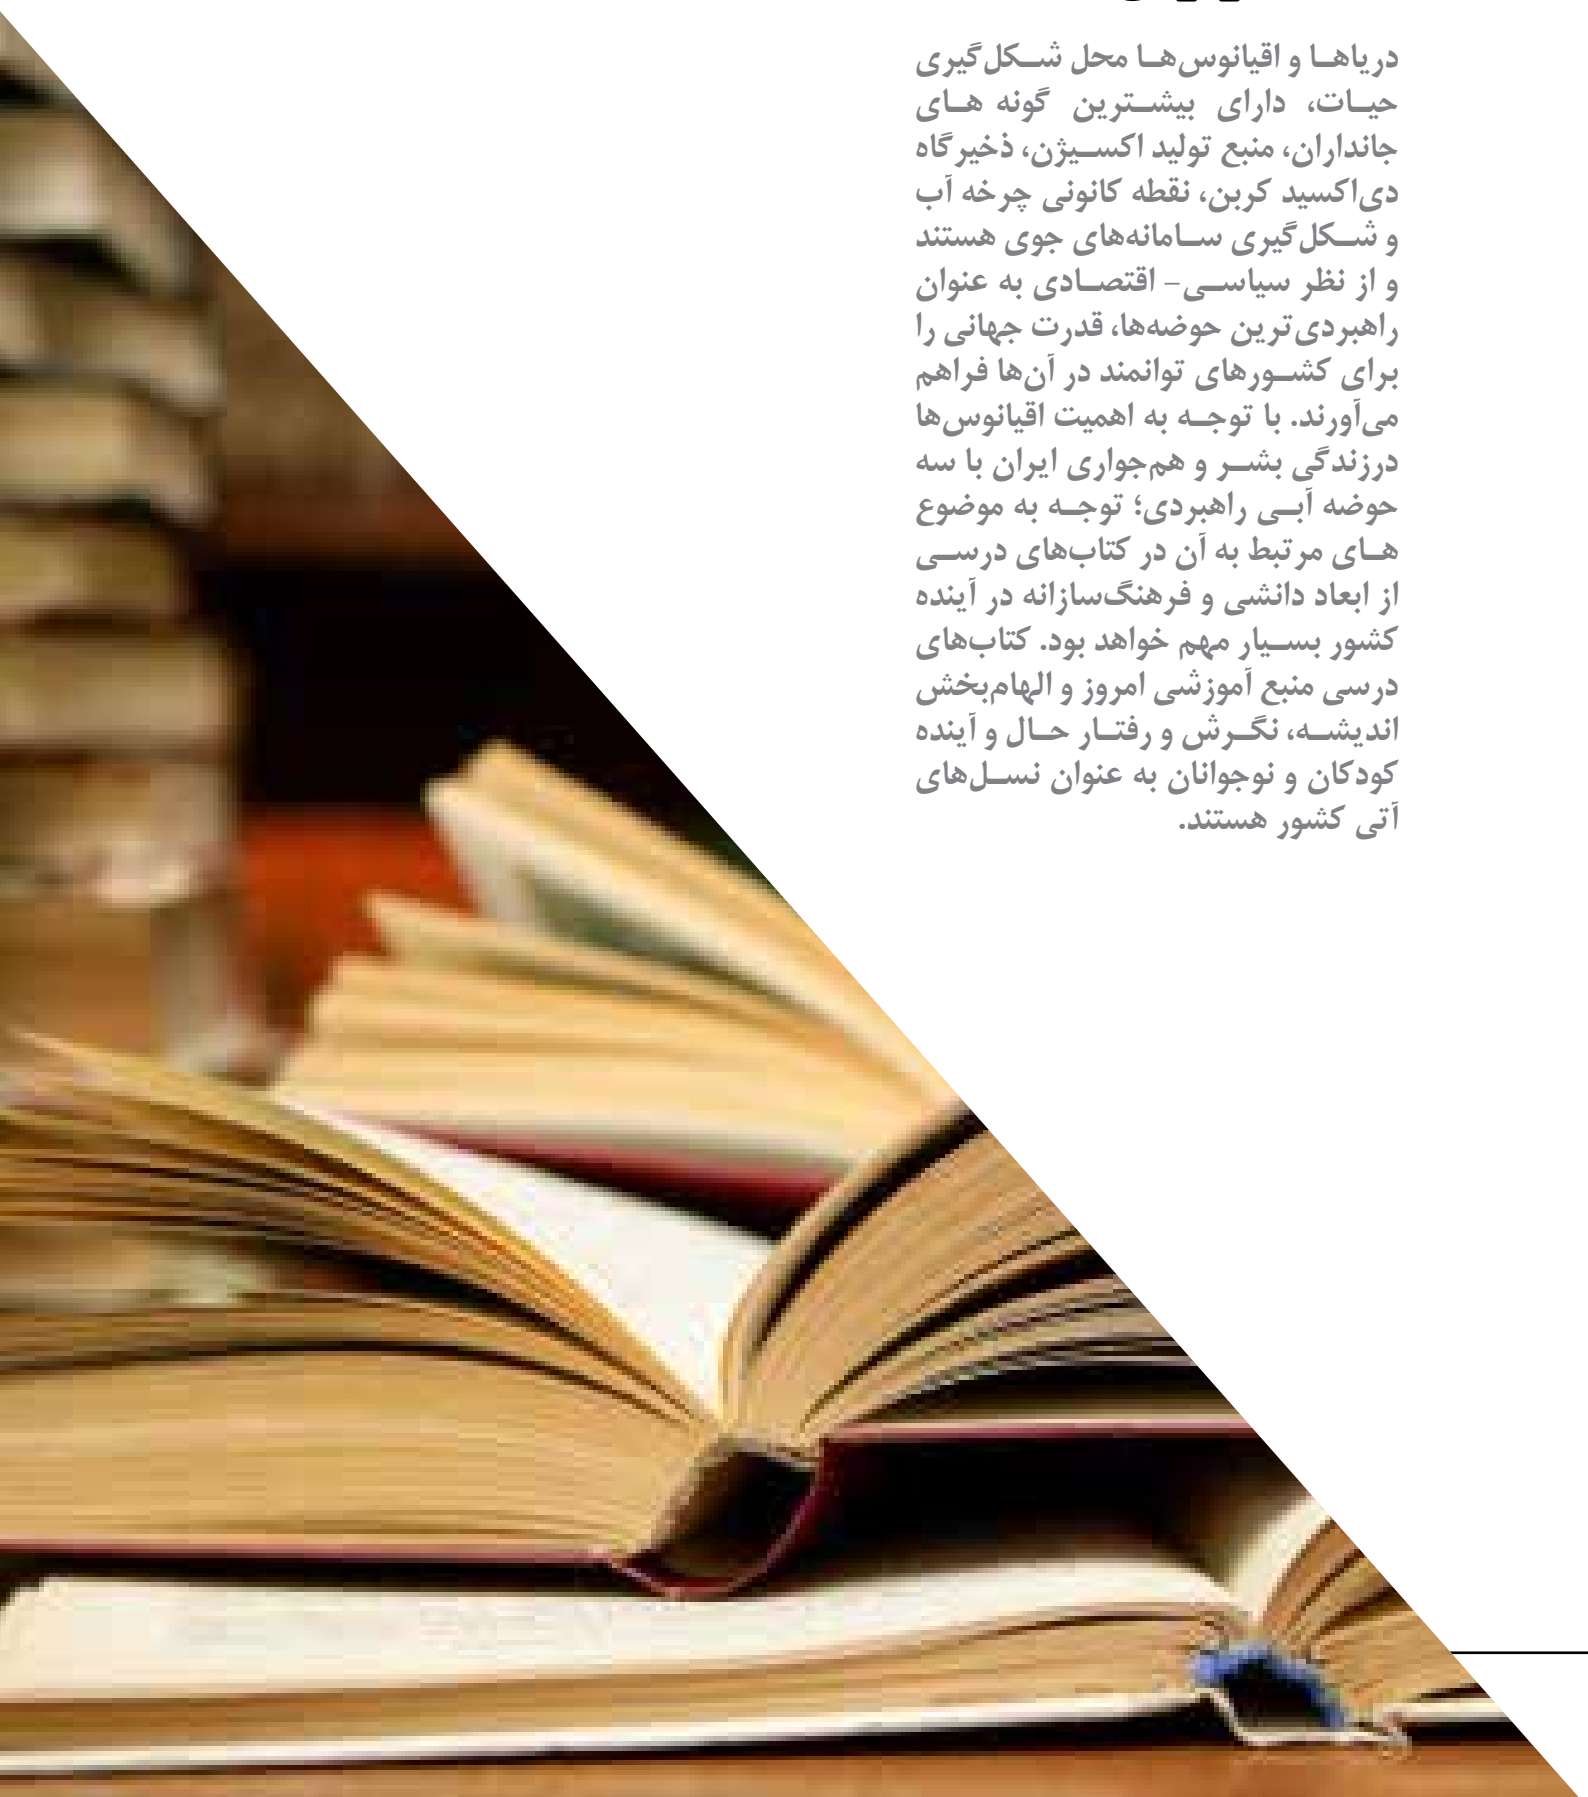 دریاها و اقیانوس‌ها محل شکل‌گیری
حیات، دارای بیشترین گونه های
جانداران، منبع تولید اکسیژن، ذخیرگاه
دی‌اکسید کربن، نقطه کانونی چرخه آب
و شکل‌گیری سامانه‌های جوی هستند
و از نظر سیاسی- اقتصادی به عنوان
راهبردی‌ترین حوضه‌ها، قدرت جهانی را
برای کشورهای توانمند در آن‌ها فراهم
می‌آورند. با توجه به اهمیت اقیانوس‌ها
درزندگی بشر و هم‌جواری ایران با سه
حوضه آبی راهبردی؛ توجه به موضوع
های مرتبط به آن در کتاب‌های درسی
از ابعاد دانشی و فرهنگ‌سازانه در آینده
کشور بسیار مهم خواهد بود. کتاب‌های
درسی منبع آموزشی امروز و الهام‌بخش
اندیشه، نگرش و رفتار حال و آینده
کودکان و نوجوانان به عنوان نسل‌های
آتی کشور هستند.